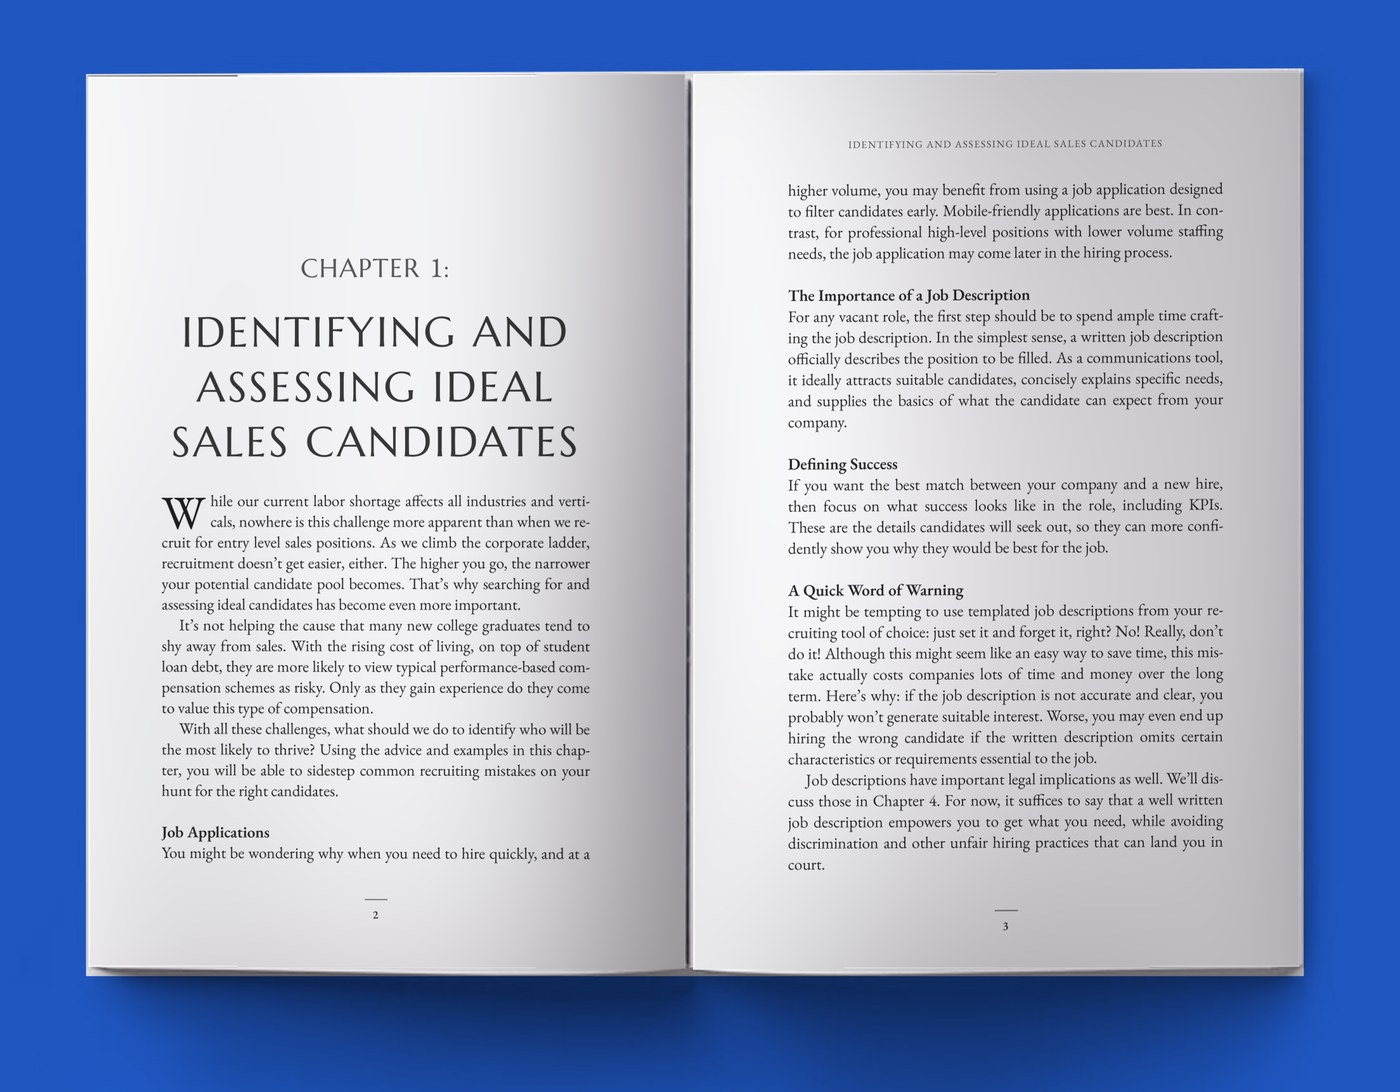 CHAPTER 1:
IDENTIFYING AND
ASSESSING IDEAL
SALES CANDIDATES
While our current labor shortage affects all industries and verti-
cals, nowhere is this challenge more apparent than when we re-
cruit for entry level sales positions. As we climb the corporate ladder,
recruitment doesn’t get easier, either. The higher you go, the narrower
your potential candidate pool becomes. That’s why searching for and
assessing ideal candidates has become even more important.
It’s not helping the cause that many new college graduates tend to
shy away from sales. With the rising cost of living, on top of student
loan debt, they are more likely to view typical performance-based com-
pensation schemes as risky. Only as they gain experience do they come
to value this type of compensation.
With all these challenges, what should we do to identify who will be
the most likely to thrive? Using the advice and examples in this chap-
ter, you will be able to sidestep common recruiting mistakes on your
hunt for the right candidates.
Job Applications
You might be wondering why when you need to hire quickly, and at a
2
IDENTIFYING AND ASSESSING IDEAL SALES CANDIDATES
higher volume, you may benefit from using a job application designed
to filter candidates early. Mobile-friendly applications are best. In con-
trast, for professional high-level positions with lower volume staffing
needs, the job application may come later in the hiring process.
The Importance of a Job Description
For any vacant role, the first step should be to spend ample time craft-
ing the job description. In the simplest sense, a written job description
officially describes the position to be filled. As a communications tool,
it ideally attracts suitable candidates, concisely explains specific needs,
and supplies the basics of what the candidate can expect from your
company.
Defining Success
If you want the best match between your company and a new hire,
then focus on what success looks like in the role, including KPIs.
These are the details candidates will seek out, so they can more confi-
dently show you why they would be best for the job.
A Quick Word of Warning
It might be tempting to use templated job descriptions from your re-
cruiting tool of choice: just set it and forget it, right? No! Really, don’t
do it! Although this might seem like an easy way to save time, this mis-
take actually costs companies lots of time and money over the long
term. Here’s why: if the job description is not accurate and clear, you
probably won’t generate suitable interest. Worse, you may even end up
hiring the wrong candidate if the written description omits certain
characteristics or requirements essential to the job.
Job descriptions have important legal implications as well. We’ll dis-
cuss those in Chapter 4. For now, it suffices to say that a well written
job description empowers you to get what you need, while avoiding
discrimination and other unfair hiring practices that can land you in
court.
3